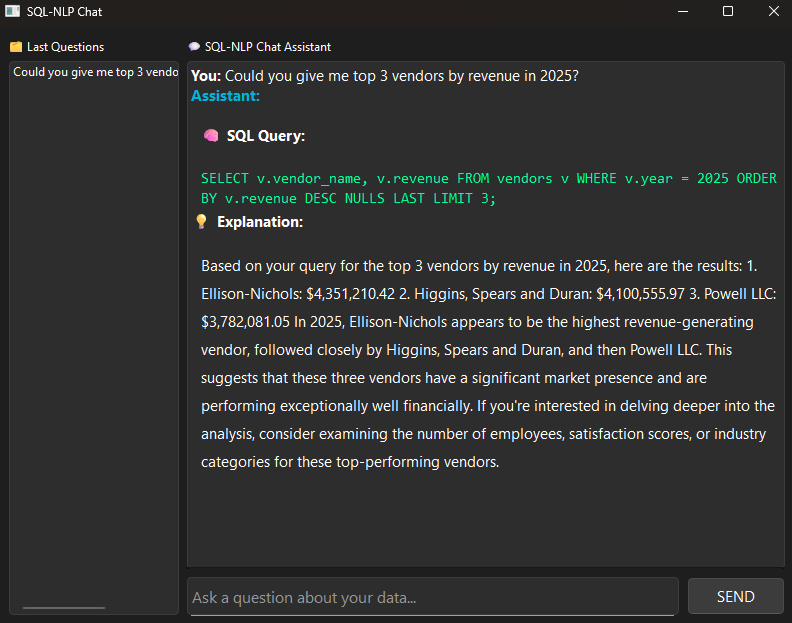 SQL-NLP Chat
Last Questions
SQL-NLP Chat Assistant
Could you give me top 3 vendo
You: Could you give me top 3 vendors by revenue in 2025?
Assistant:
SQL Query:
SELECT v.vendor_name, v.revenue FROM vendors v WHERE v.year = 2025 ORDER
BY v.revenue DESC NULLS LAST LIMIT 3;
Explanation:
Based on your query for the top 3 vendors by revenue in 2025, here are the results: 1.
Ellison-Nichols: $4,351,210.42 2. Higgins, Spears and Duran: $4,100,555.97 3. Powell LLC:
$3,782,081.05 In 2025, Ellison-Nichols appears to be the highest revenue-generating
vendor, followed closely by Higgins, Spears and Duran, and then Powell LLC. This
suggests that these three vendors have a significant market presence and are
performing exceptionally well financially. If you're interested in delving deeper into the
analysis, consider examining the number of employees, satisfaction scores, or industry
categories for these top-performing vendors.
Ask a question about your data...
SEND